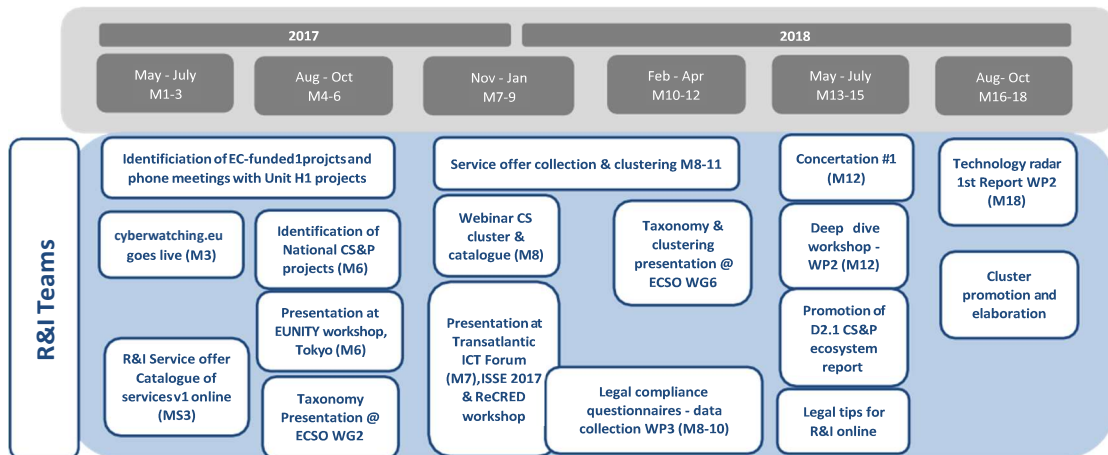 2017
2018
May - July
M1-3
Aug - Oct
M4-6
Nov - Jan
M7-9
Feb - Apr
M10-12
May - July
M13-15
Aug- Oct
M16-18
R&I Teams
Identificiation of EC-funded1projcts and
phone meetings with Unit H1 projects
Service offer collection & clustering M8-11
Concertation #1
(M12)
Technology radar
1st Report WP2
(M18)
cyberwatching.eu
goes live (M3)
Identification of
National CS&P
projects (M6)
Webinar CS
cluster &
catalogue (M8)
Taxonomy &
clustering
presentation @
ECSO WG6
Deep dive
workshop -
WP2 (M12)
Cluster
promotion and
elaboration
Presentation at
EUNITY workshop,
Tokyo (M6)
Presentation at
Transatlantic
ICT Forum
(M7),ISSE 2017
& ReCRED
workshop
Promotion of
D2.1 CS&P
ecosystem
report
R&I Service offer
Catalogue of
services v1 online
(MS3)
Taxonomy
Presentation @
ECSO WG2
Legal compliance
questionnaires - data
collection WP3 (M8-10)
Legal tips for
R&I online